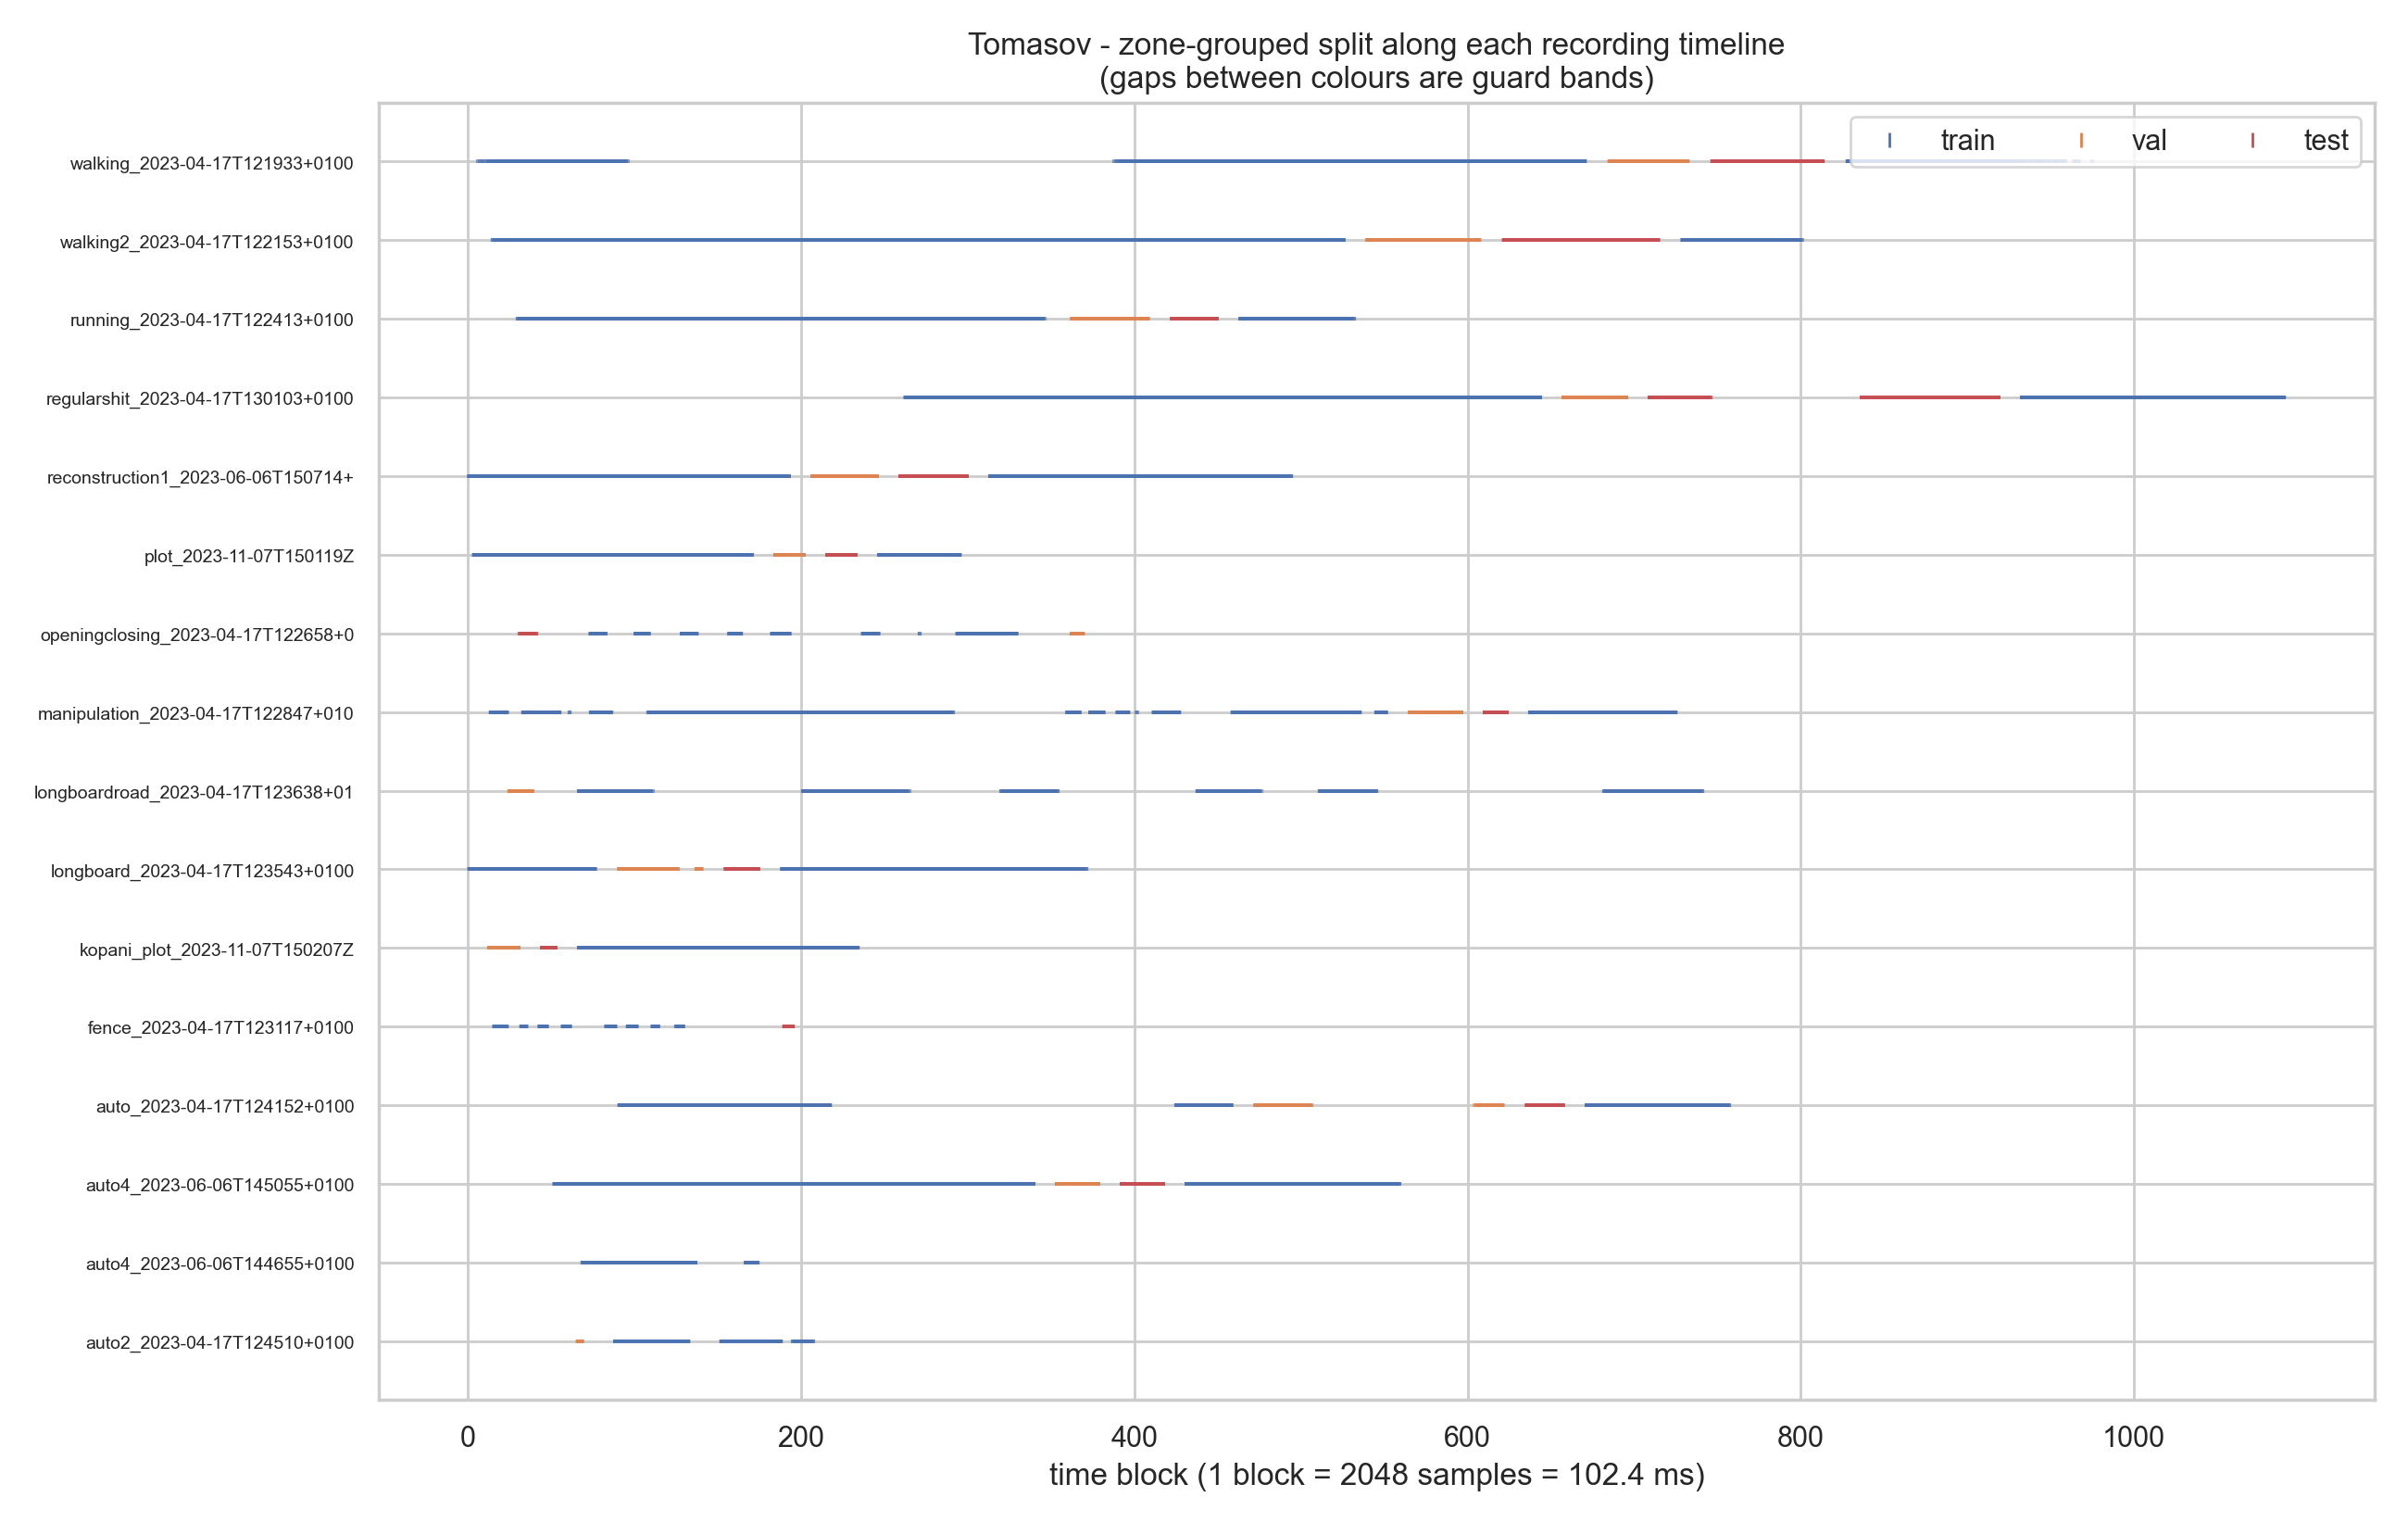 Tomasov - zone-grouped split along each recording timeline
(gaps between colours are guard bands)
train val test
walking_2023-04-17T121933+0100
walking2_2023-04-17T122153+0100
running_2023-04-17T122413+0100
regularshit_2023-04-17T130103+0100
reconstruction1_2023-06-06T150714+
plot_2023-11-07T150119Z
openingclosing_2023-04-17T122658+0
manipulation_2023-04-17T122847+010
longboardroad_2023-04-17T123638+01
longboard_2023-04-17T123543+0100
kopani_plot_2023-11-07T150207Z
fence_2023-04-17T123117+0100
auto_2023-04-17T124152+0100
auto4_2023-06-06T145055+0100
auto4_2023-06-06T144655+0100
auto2_2023-04-17T124510+0100
0 200 400 600 800 1000
time block (1 block = 2048 samples = 102.4 ms)